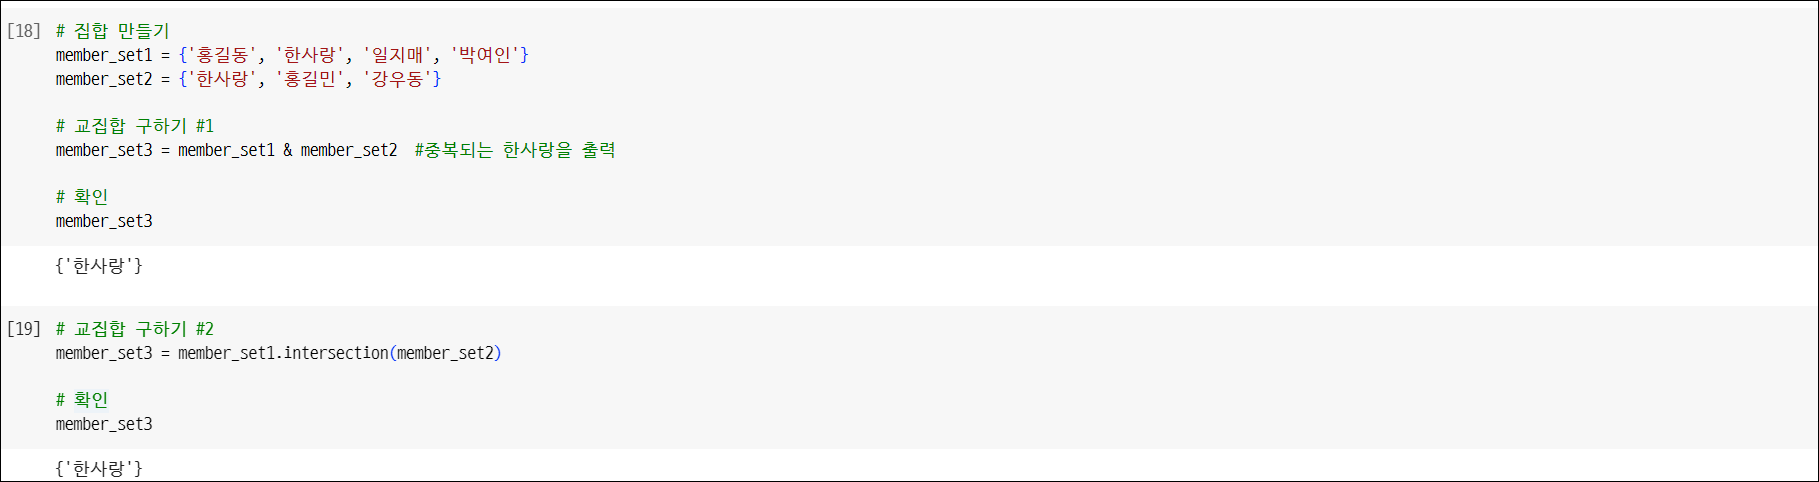 [18] # 집합 만들기
member_set1 = {'홍길동', '한사랑', '일지매', '박여인'}
member_set2 = {'한사랑', '홍길민', '강우동'}
# 교집합 구하기 #1
member_set3 = member_set1 & member_set2  #중복되는 한사랑을 출력
# 확인
member_set3
{'한사랑'}
[19] # 교집합 구하기 #2
member_set3 = member_set1.intersection(member_set2)
# 확인
member_set3
{'한사랑'}